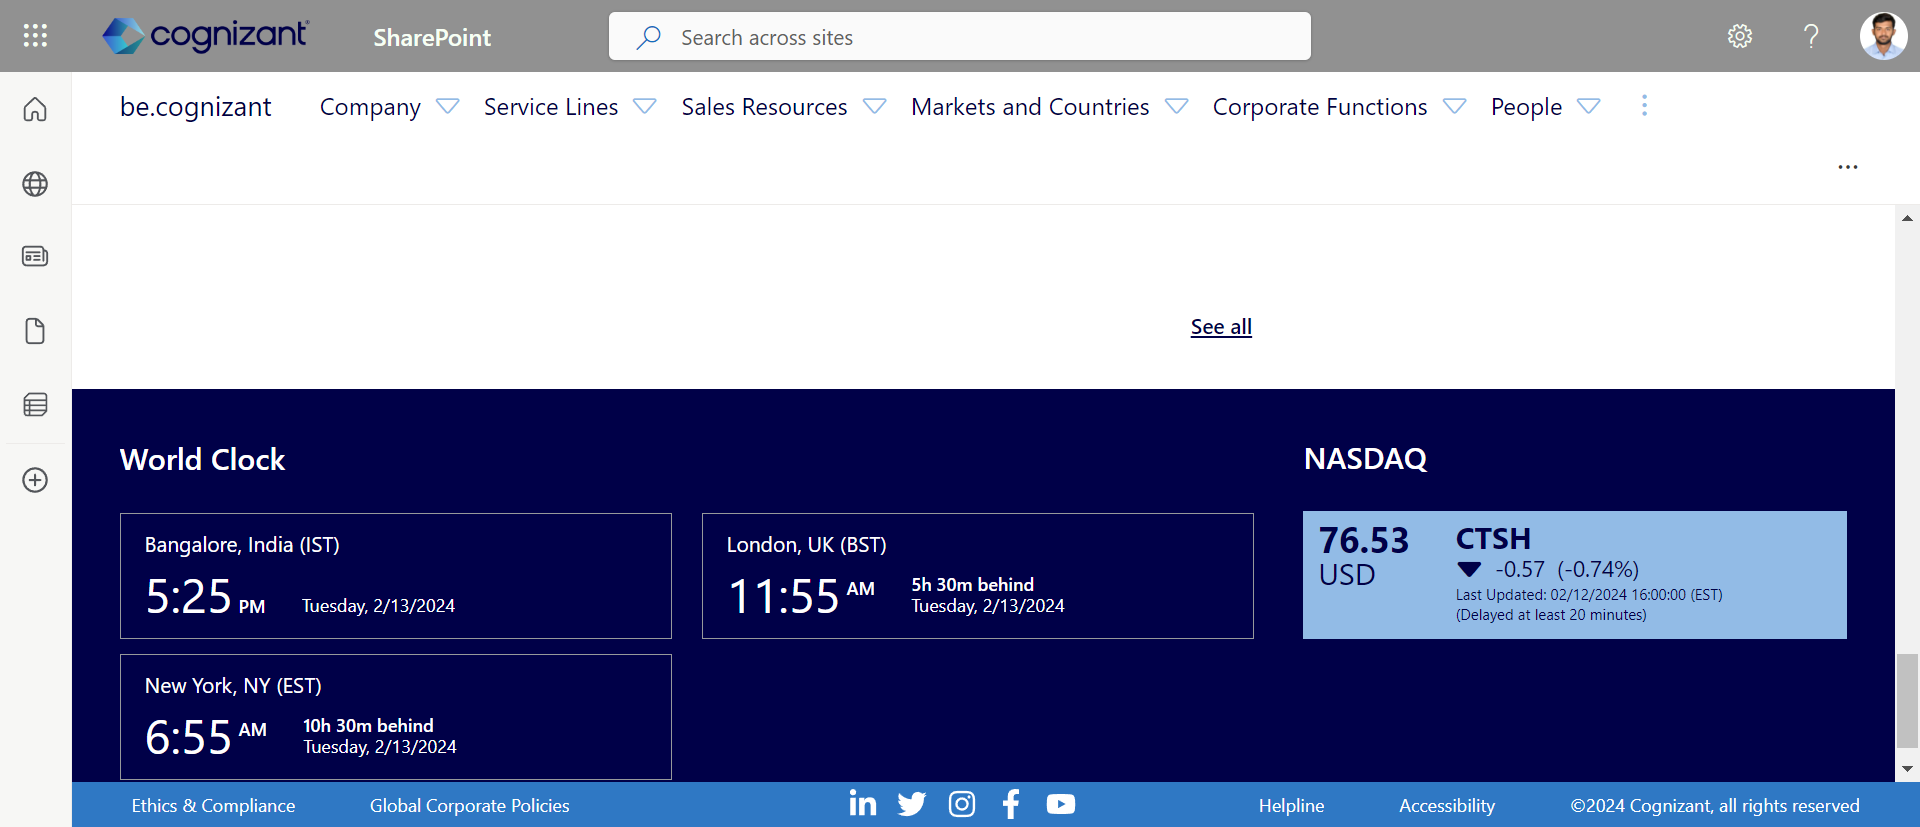 cognizant
SharePoint
Search across sites
be.cognizant
Company
Service Lines
Sales Resources
Markets and Countries
Corporate Functions
People
See all
World Clock
Bangalore, India (IST)
5:25 PM
Tuesday, 2/13/2024
London, UK (BST)
11:55 AM
5h 30m behind
Tuesday, 2/13/2024
New York, NY (EST)
6:55 AM
10h 30m behind
Tuesday, 2/13/2024
NASDAQ
76.53
USD
CTSH
-0.57 (-0.74%)
Last Updated: 02/12/2024 16:00:00 (EST)
(Delayed at least 20 minutes)
Ethics & Compliance
Global Corporate Policies
Helpline
Accessibility
©2024 Cognizant, all rights reserved